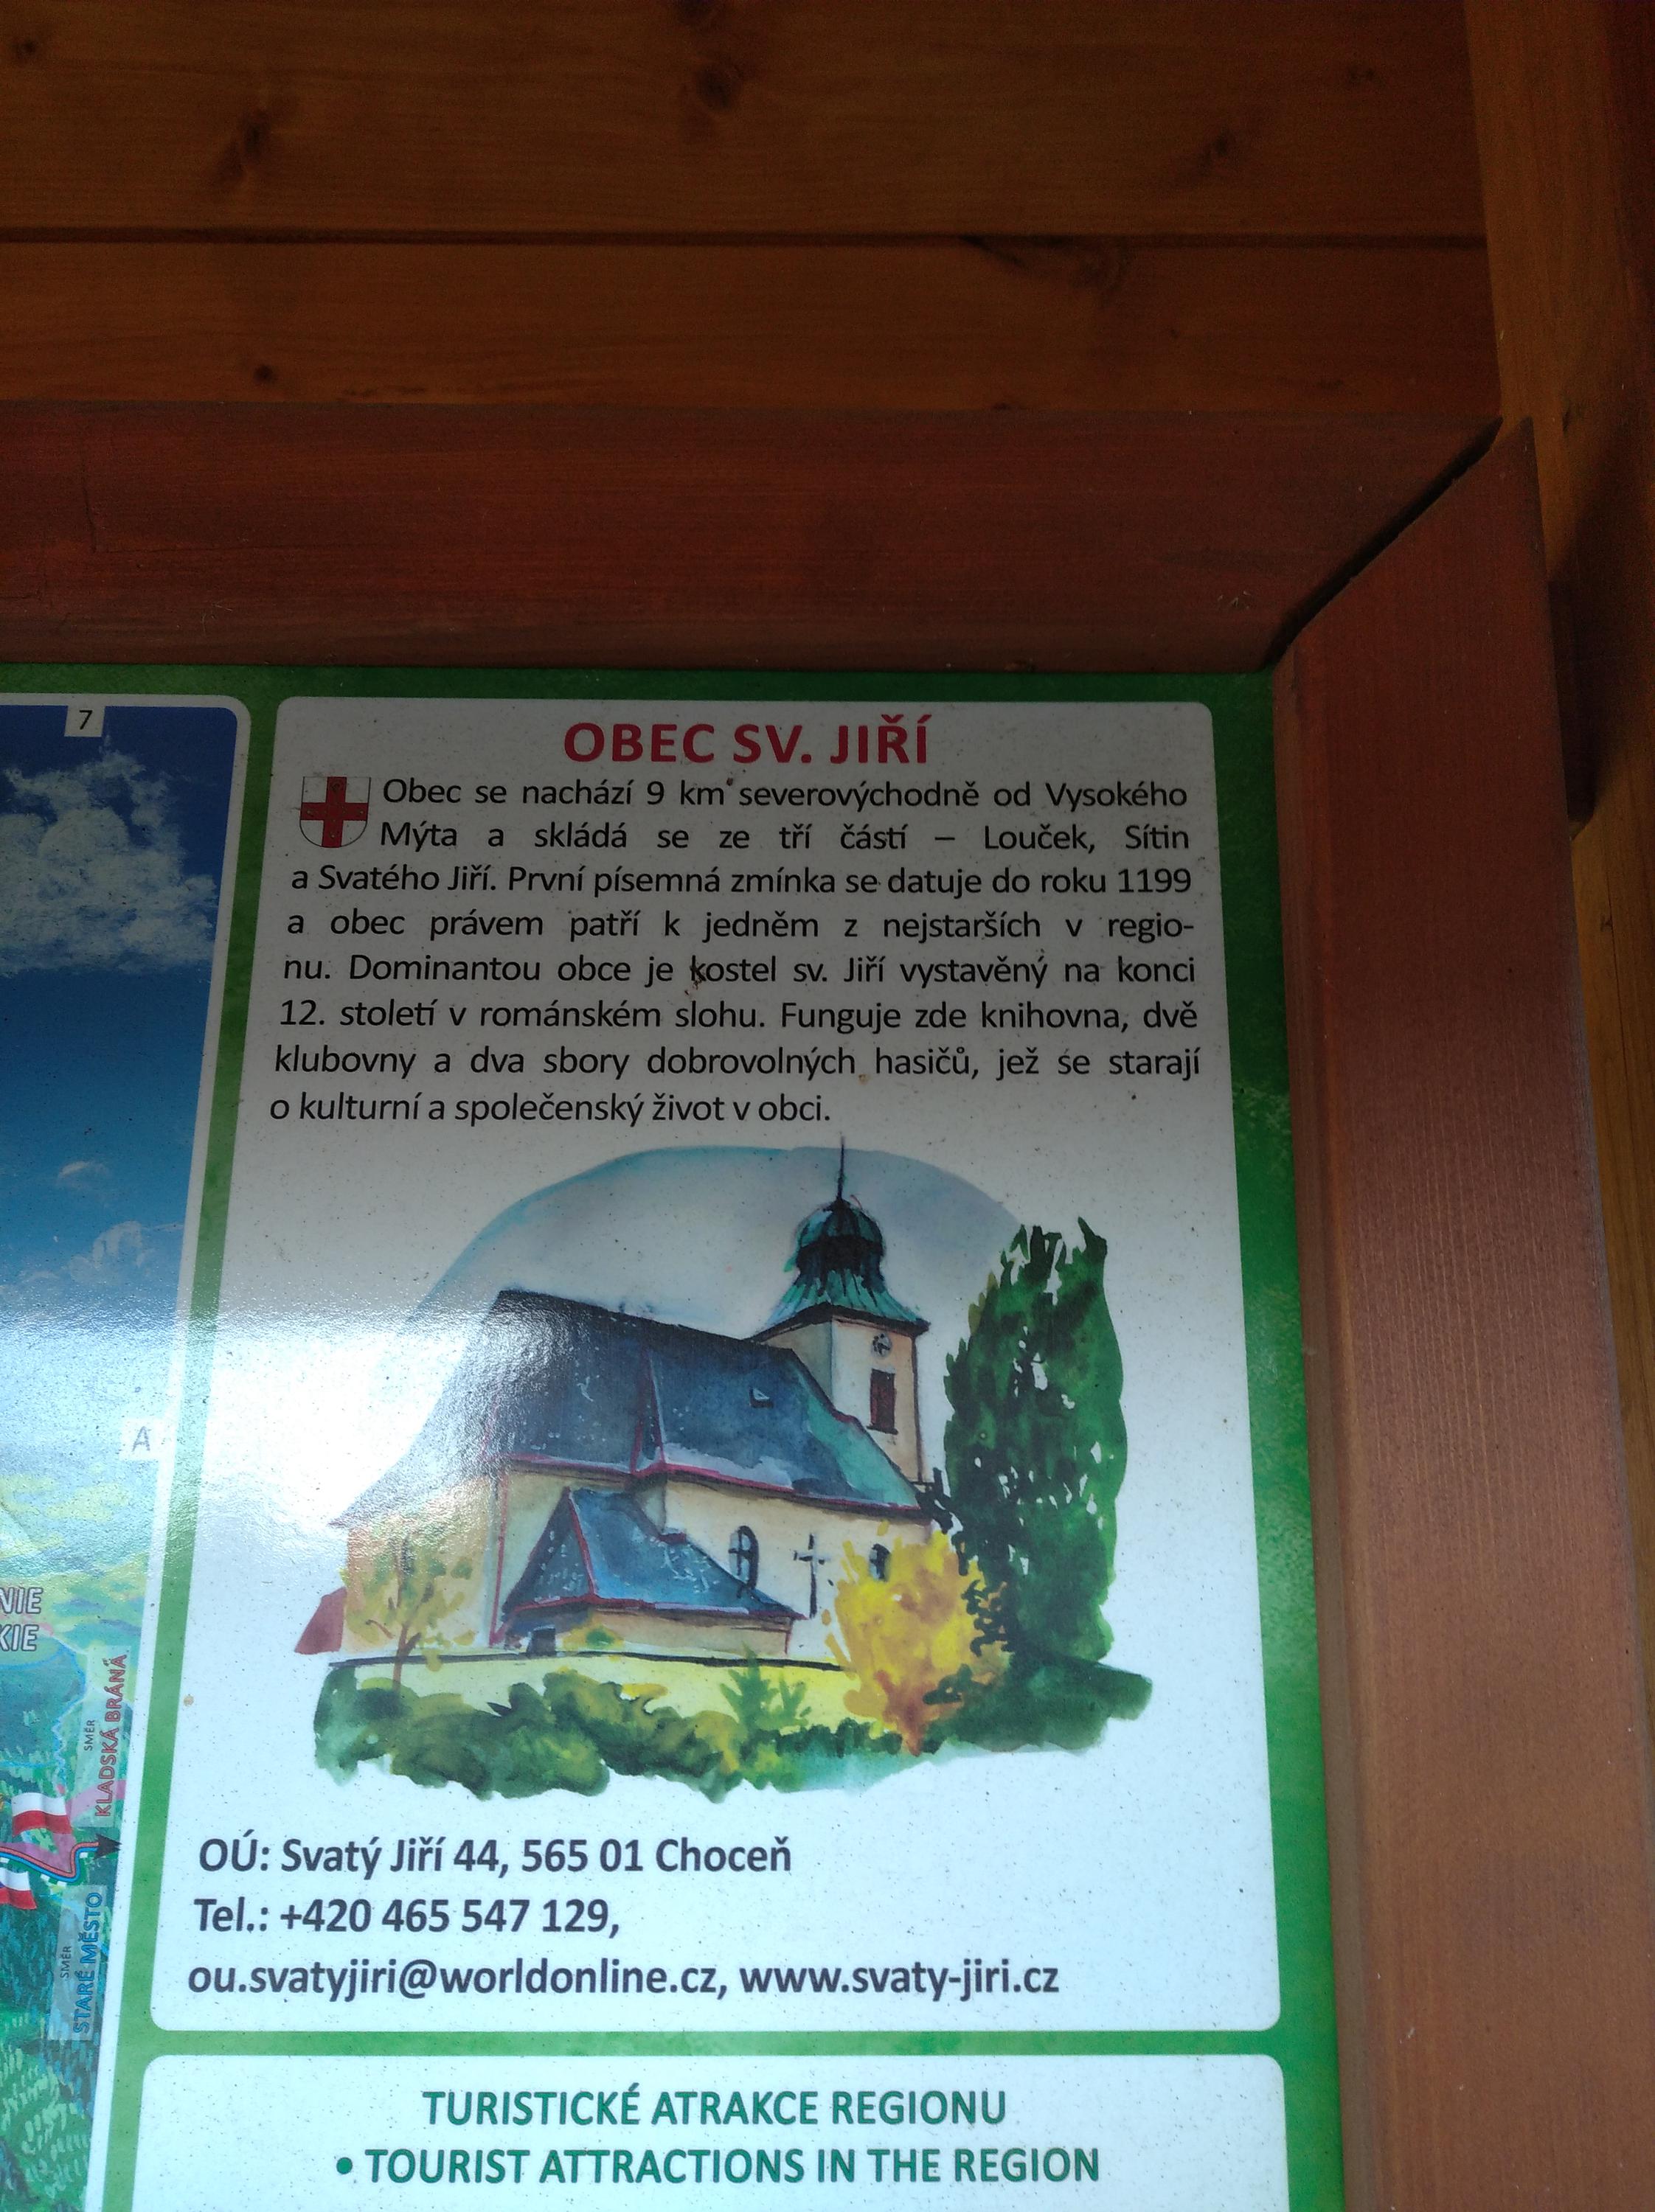 7
OBEC SV. JIŘÍ
Obec se nachází 9 km severovýchodně od Vysokého
Mýta a skládá se ze tří částí – Louček, Sítin
a Svatého Jiří. První písemná zmínka se datuje do roku 1199
a obec právem patří k jedněm z nejstarších v regio-
nu. Dominantou obce je kostel sv. Jiří vystavěný na konci
12. století v románském slohu. Funguje zde knihovna, dvě
klubovny a dva sbory dobrovolných hasičů, jež se starají
o kulturní a společenský život v obci.
A
NIE
KIE
SMĚR
KLADSKÁ BRÁNA
SMĚR
STARÉ MĚSTO
OÚ: Svatý Jiří 44, 565 01 Choceň
Tel.: +420 465 547 129,
ou.svatyjiri@worldonline.cz, www.svaty-jiri.cz
TURISTICKÉ ATRAKCE REGIONU
• TOURIST ATTRACTIONS IN THE REGION